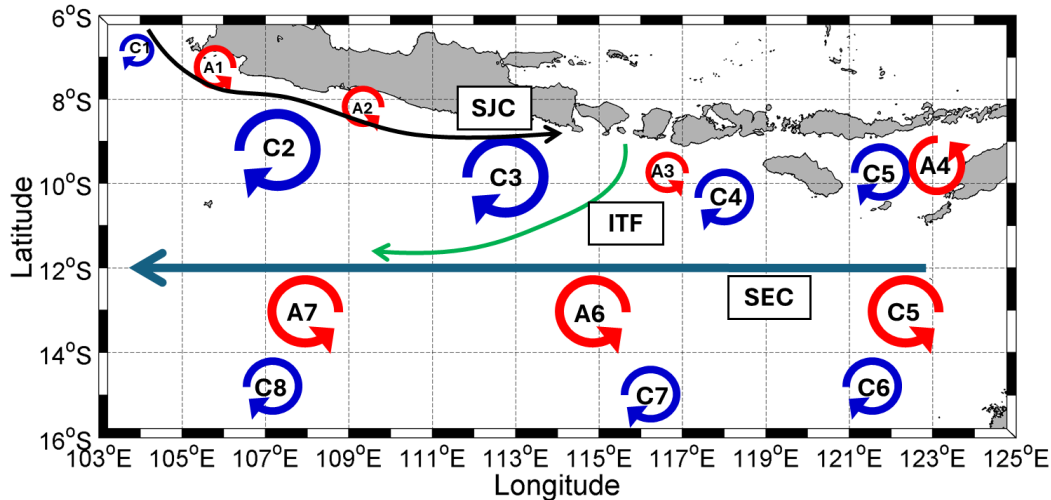 6°S
8°S
10°S
12°S
14°S
16°S
Latitude
C1
A1
A2
SJC
C2
C3
A3
C4
C5
A4
ITF
SEC
A7
A6
C5
C8
C7
C6
103°E
105°E
107°E
109°E
111°E
113°E
115°E
117°E
119°E
121°E
123°E
125°E
Longitude